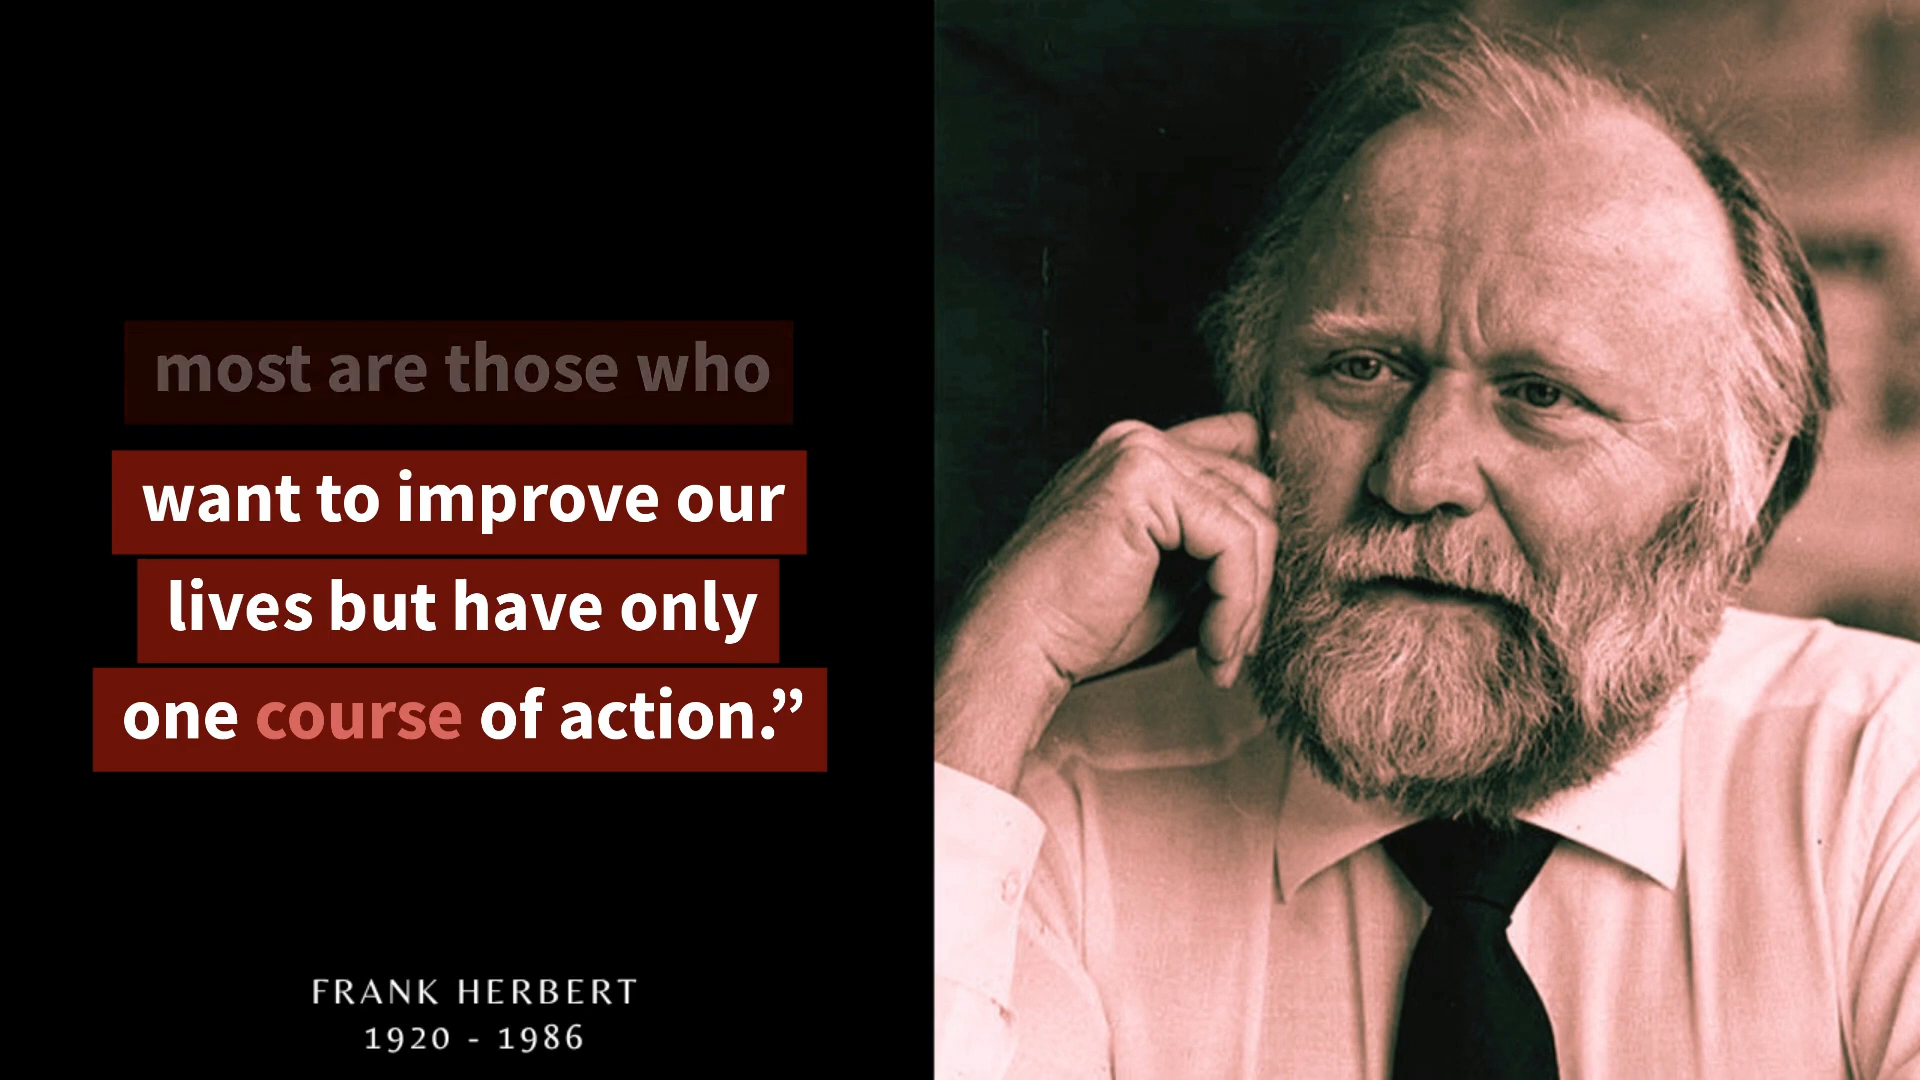 most are those who
want to improve our
lives but have only
one course of action.”
FRANK HERBERT
1920 - 1986